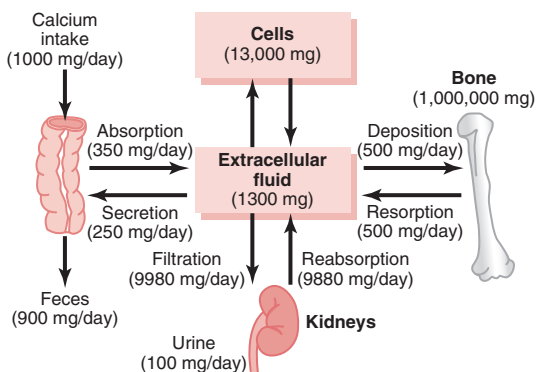 Calcium
intake
(1000 mg/day)
Cells
(13,000 mg)
Bone
(1,000,000 mg)
Absorption
(350 mg/day)
Deposition
(500 mg/day)
Extracellular
fluid
(1300 mg)
Secretion
(250 mg/day)
Resorption
(500 mg/day)
Filtration
(9980 mg/day)
Reabsorption
(9880 mg/day)
Feces
(900 mg/day)
Kidneys
Urine
(100 mg/day)